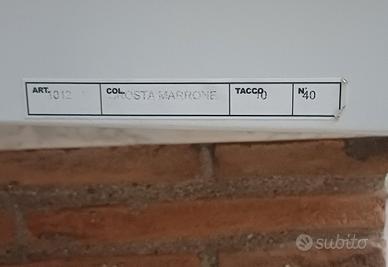 ART. COL. TACCO N.
1012 CROSTA MARRONE 10 40
subito